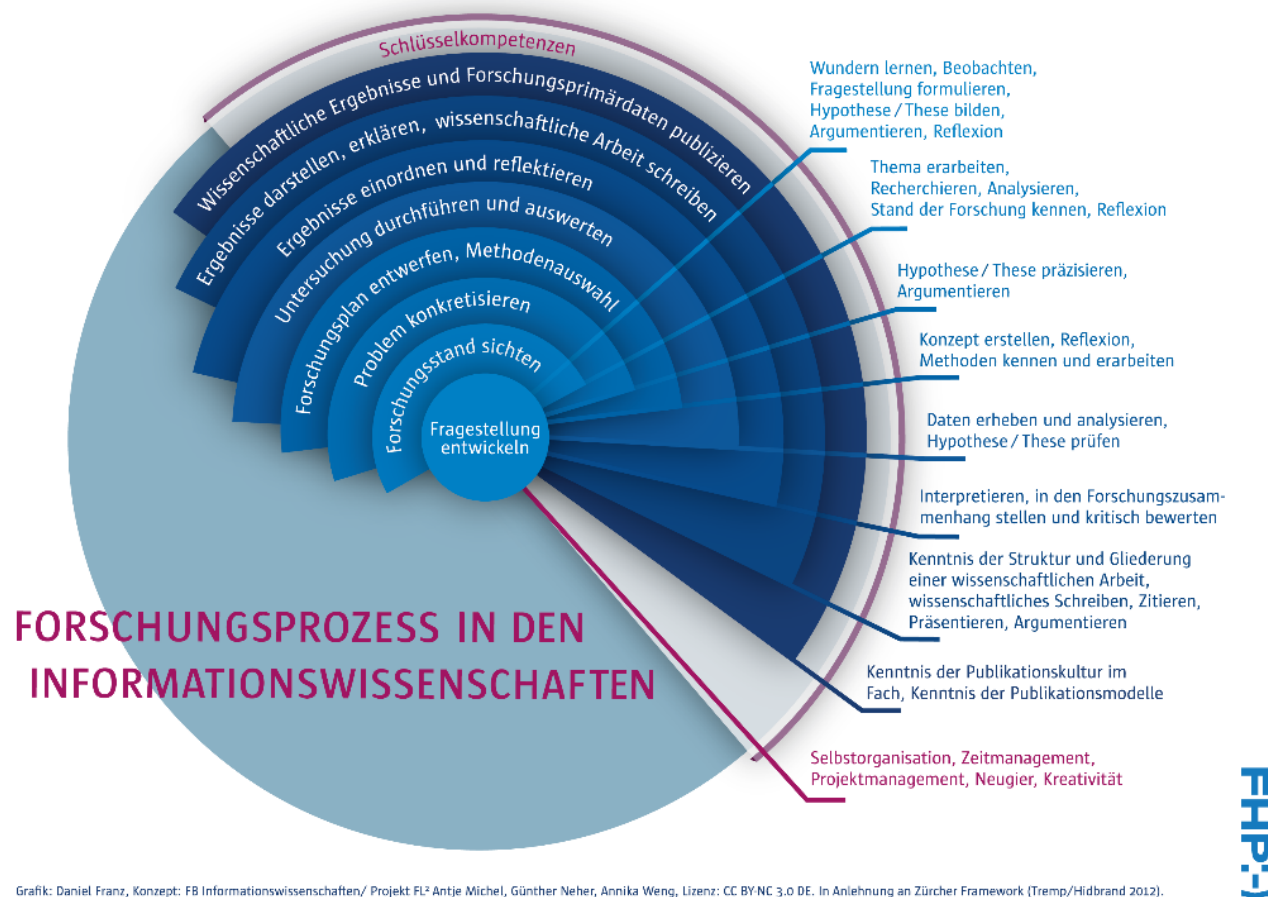 Schlüsselkompetenzen
Wissenschaftliche Ergebnisse und Forschungsprimärdaten publizieren
Ergebnisse darstellen, erklären, wissenschaftliche Arbeit schreiben
Ergebnisse einordnen und reflektieren
Untersuchung durchführen und auswerten
Forschungsplan entwerfen, Methodenauswahl
Problem konkretisieren
Forschungsstand sichten
Fragestellung
entwickeln
Wundern lernen, Beobachten,
Fragestellung formulieren,
Hypothese / These bilden,
Argumentieren, Reflexion
Thema erarbeiten,
Recherchieren, Analysieren,
Stand der Forschung kennen, Reflexion
Hypothese / These präzisieren,
Argumentieren
Konzept erstellen, Reflexion,
Methoden kennen und erarbeiten
Daten erheben und analysieren,
Hypothese / These prüfen
Interpretieren, in den Forschungszusam-
menhang stellen und kritisch bewerten
Kenntnis der Struktur und Gliederung
einer wissenschaftlichen Arbeit,
wissenschaftliches Schreiben, Zitieren,
Präsentieren, Argumentieren
Kenntnis der Publikationskultur im
Fach, Kenntnis der Publikationsmodelle
Selbstorganisation, Zeitmanagement,
Projektmanagement, Neugier, Kreativität
FORSCHUNGSPROZESS IN DEN
INFORMATIONSWISSENSCHAFTEN
FHP:-)
Grafik: Daniel Franz, Konzept: FB Informationswissenschaften/ Projekt FL² Antje Michel, Günther Neher, Annika Weng, Lizenz: CC BY-NC 3.0 DE. In Anlehnung an Zürcher Framework (Tremp/Hidbrand 2012).